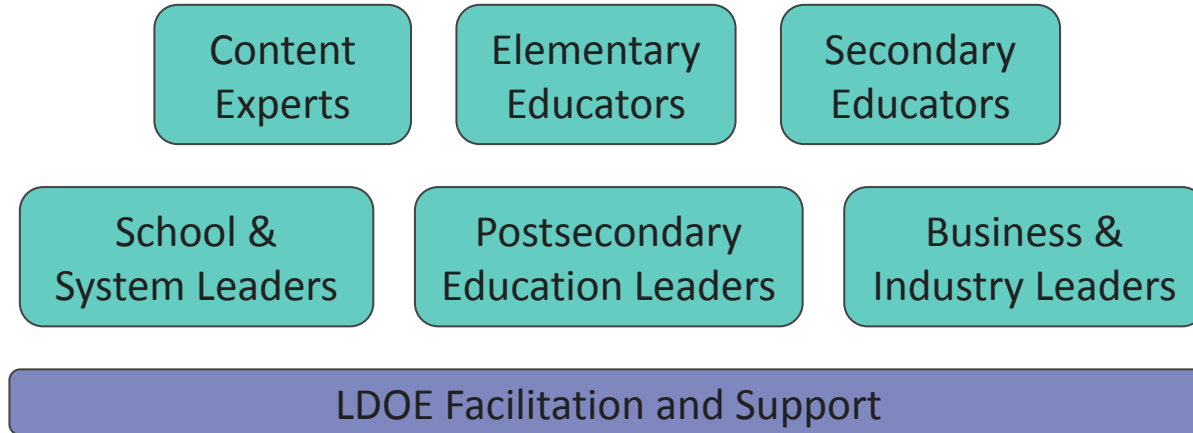 Content
Experts
Elementary
Educators
Secondary
Educators
School &
System Leaders
Postsecondary
Education Leaders
Business &
Industry Leaders
LDOE Facilitation and Support